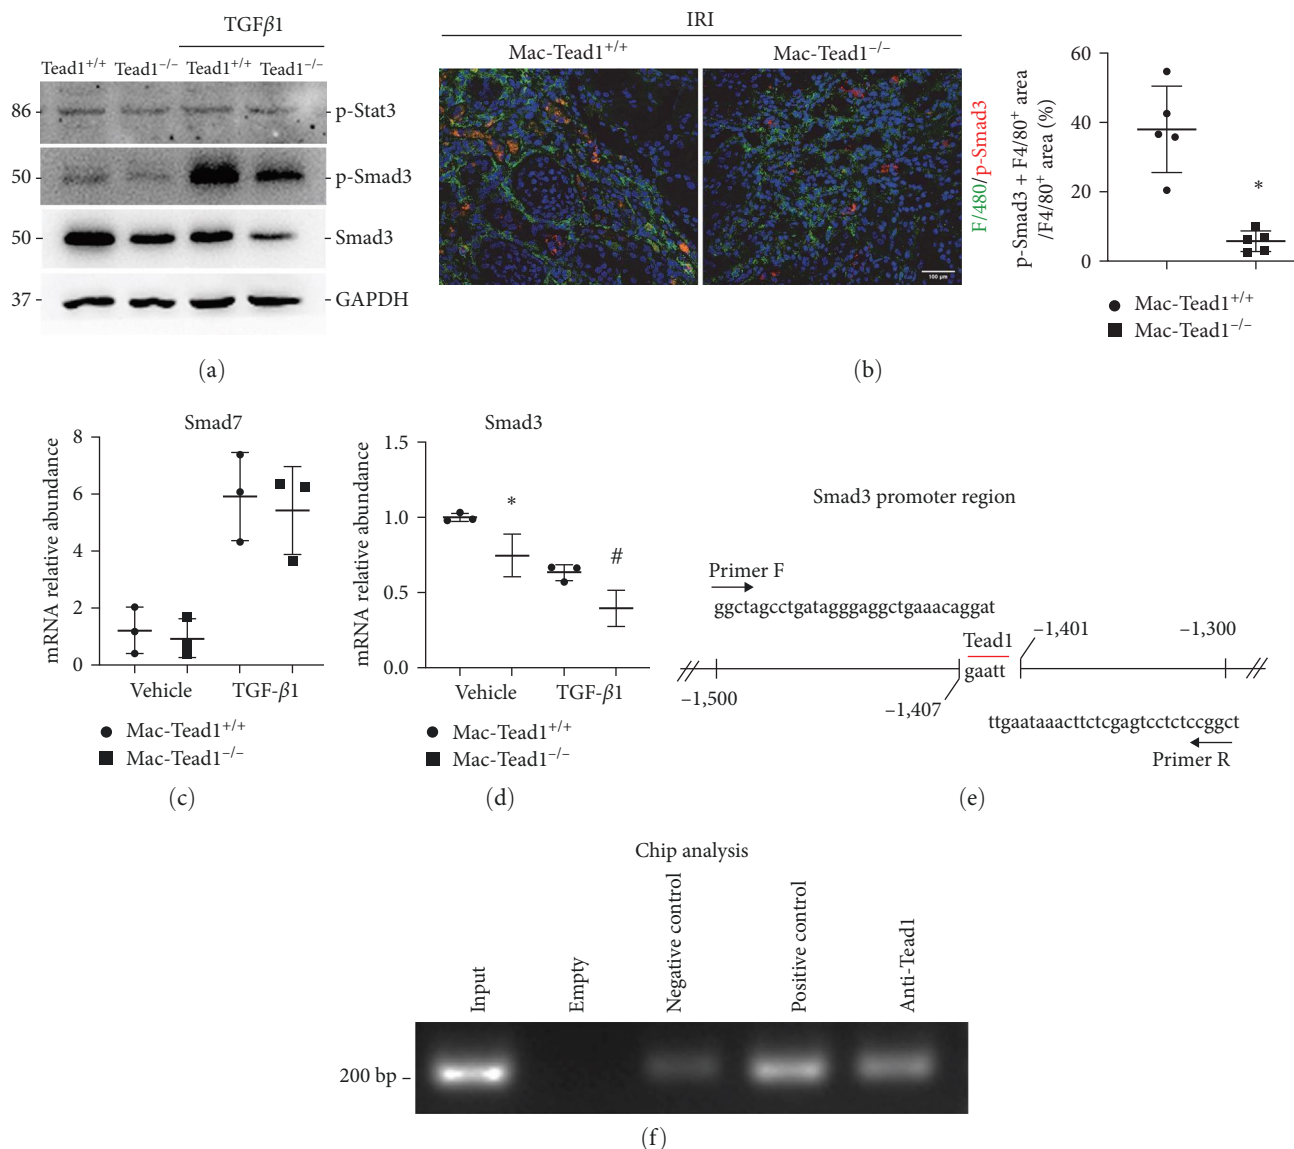 TGFβ1
Tead1+/+ Tead1−/− Tead1+/+ Tead1−/−
86 p-Stat3
50 p-Smad3
50 Smad3
37 GAPDH
(a)
IRI
Mac-Tead1+/+ Mac-Tead1−/−
100 μm
F/480/p-Smad3
p-Smad3 + F4/80+ area
/F4/80+ area (%)
60
40
20
0
*
Mac-Tead1+/+
Mac-Tead1−/−
(b)
Smad7
mRNA relative abundance
8
6
4
2
0
Vehicle TGF-β1
Mac-Tead1+/+
Mac-Tead1−/−
(c)
Smad3
mRNA relative abundance
1.5
1.0
0.5
0.0
*
#
Vehicle TGF-β1
Mac-Tead1+/+
Mac-Tead1−/−
(d)
Smad3 promoter region
Primer F
ggctagcctgatagggaggctgaaacaggat
Tead1
gaatt
−1,401
−1,300
−1,500
−1,407
ttgaataaacttctcgagtcctctccggct
Primer R
(e)
Chip analysis
Input
Empty
Negative control
Positive control
Anti-Tead1
200 bp
(f)